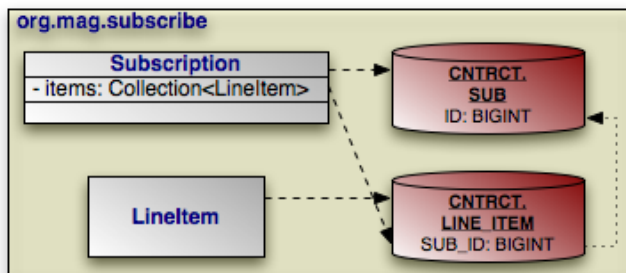 org.mag.subscribe
Subscription
- items: Collection<LineItem>
CNTRCT.
SUB
ID: BIGINT
LineItem
CNTRCT.
LINE_ITEM
SUB_ID: BIGINT